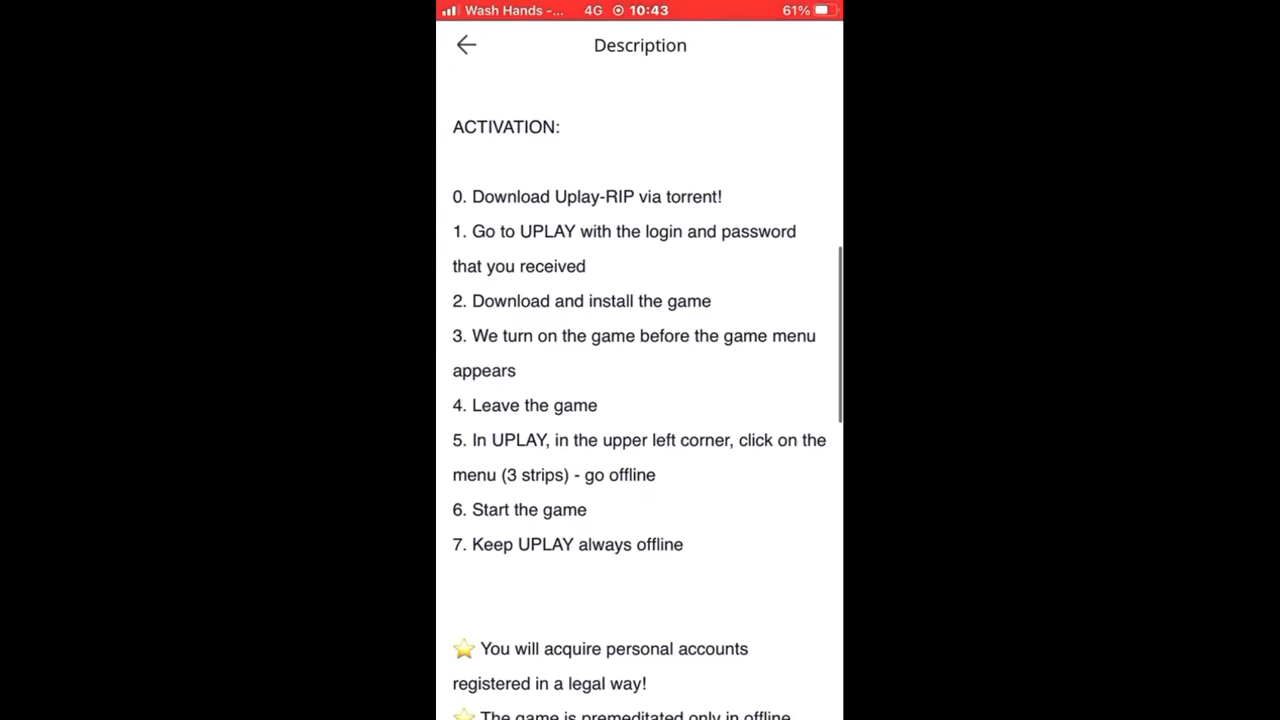 Wash Hands -... 4G 10:43 61%
Description
ACTIVATION:
0. Download Uplay-RIP via torrent!
1. Go to UPLAY with the login and password
that you received
2. Download and install the game
3. We turn on the game before the game menu
appears
4. Leave the game
5. In UPLAY, in the upper left corner, click on the
menu (3 strips) - go offline
6. Start the game
7. Keep UPLAY always offline
⭐ You will acquire personal accounts
registered in a legal way!
⭐ The game is premeditated only in offline